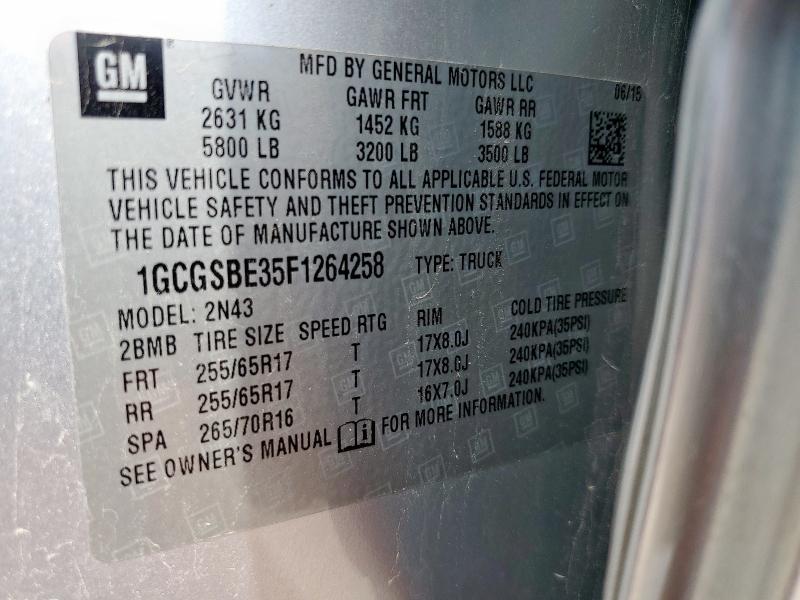 GM
MFD BY GENERAL MOTORS LLC
06/15
GVWR GAWR FRT GAWR RR
2631 KG 1452 KG 1588 KG
5800 LB 3200 LB 3500 LB
THIS VEHICLE CONFORMS TO ALL APPLICABLE U.S. FEDERAL MOTOR
VEHICLE SAFETY AND THEFT PREVENTION STANDARDS IN EFFECT ON
THE DATE OF MANUFACTURE SHOWN ABOVE.
1GCGSBE35F1264258 TYPE: TRUCK
MODEL: 2N43
2BMB TIRE SIZE SPEED RTG RIM COLD TIRE PRESSURE
FRT 255/65R17 T 17X8.0J 240KPA(35PSI)
RR 255/65R17 T 17X8.0J 240KPA(35PSI)
SPA 265/70R16 T 16X7.0J 240KPA(35PSI)
SEE OWNER'S MANUAL FOR MORE INFORMATION.